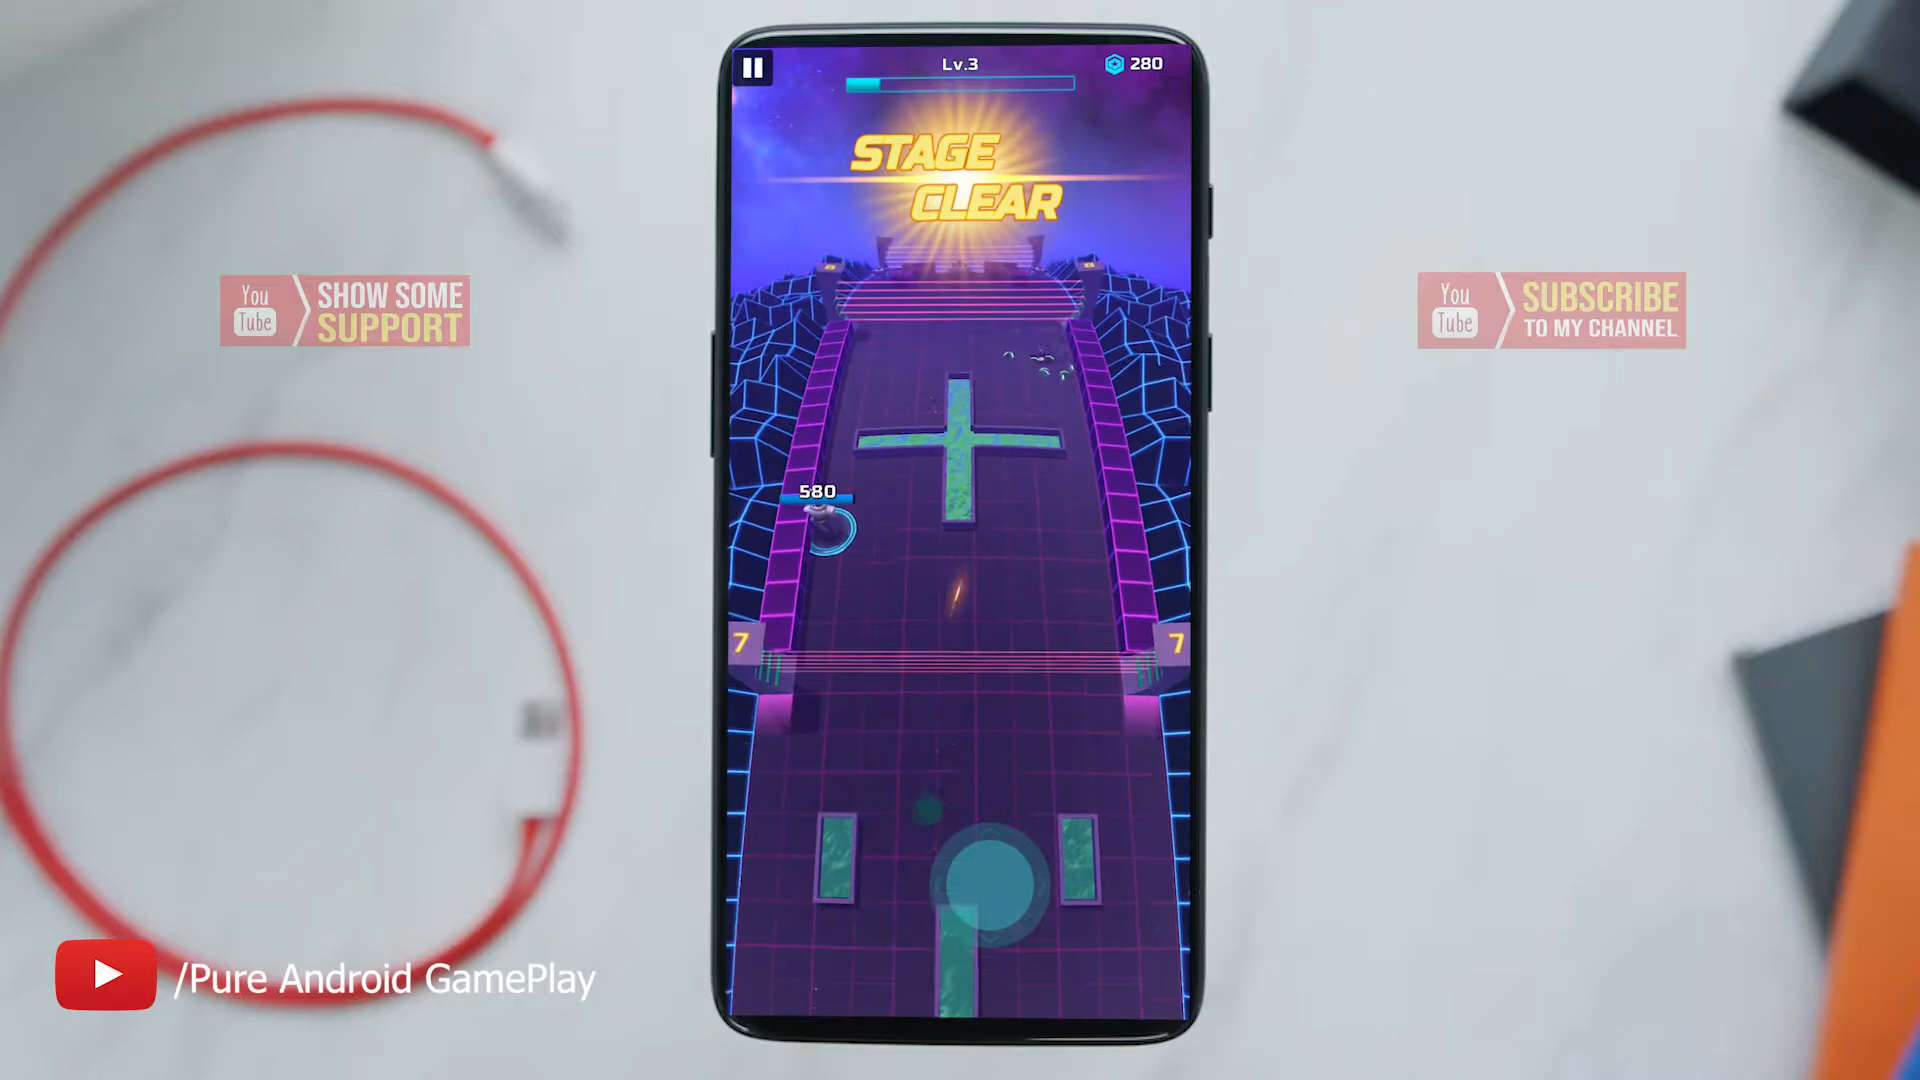 Lv.3
280
STAGE
CLEAR
You
Tube
SHOW SOME
SUPPORT
You
Tube
SUBSCRIBE
TO MY CHANNEL
580
7
7
/Pure Android GamePlay